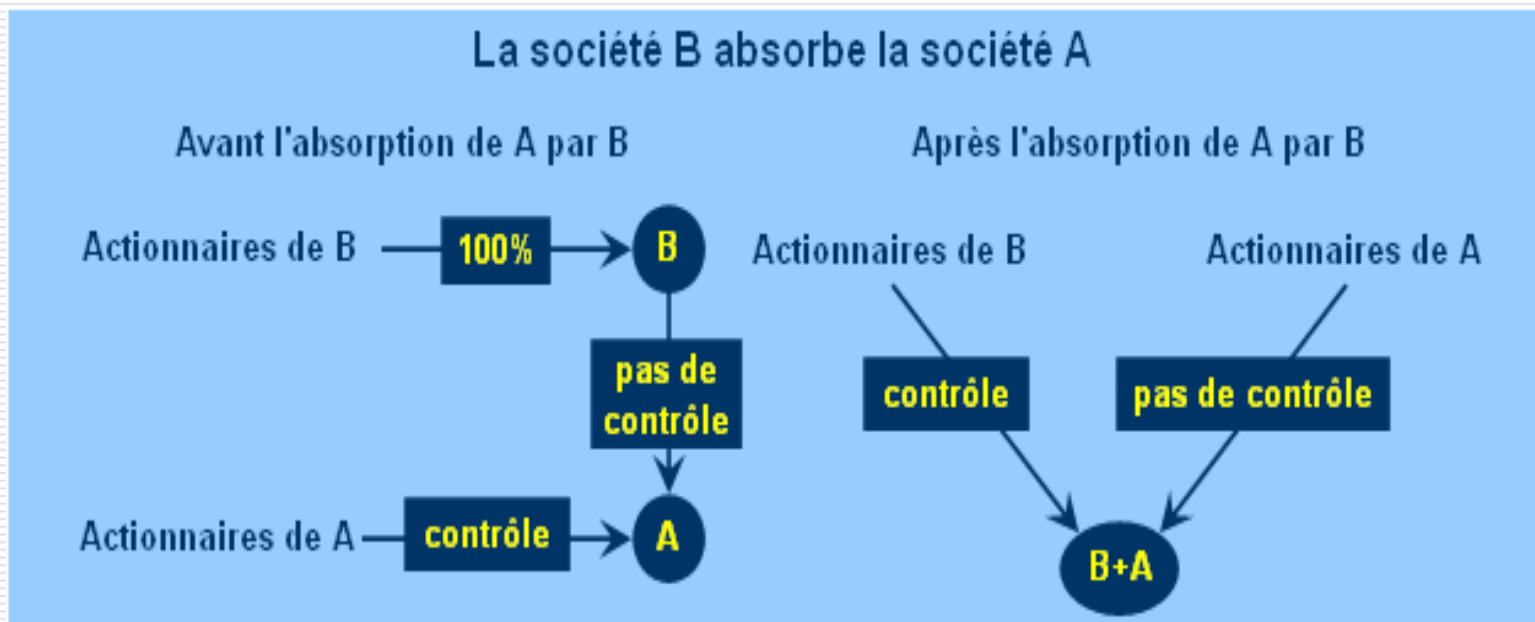 La société B absorbe la société A
Avant l'absorption de A par B
Actionnaires de B
100%
B
pas de
contrôle
Actionnaires de A
contrôle
A
Après l'absorption de A par B
Actionnaires de B
Actionnaires de A
contrôle
pas de contrôle
B+A